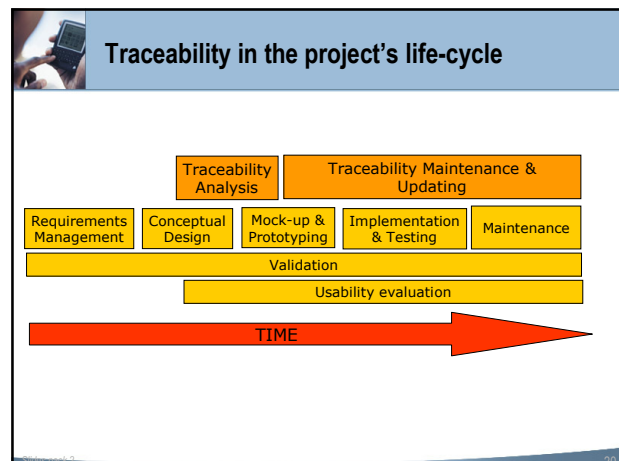 Traceability in the project's life-cycle
Traceability
Analysis
Traceability Maintenance &
Updating
Requirements
Management
Conceptual
Design
Mock-up &
Prototyping
Implementation
& Testing
Maintenance
Validation
Usability evaluation
TIME
20